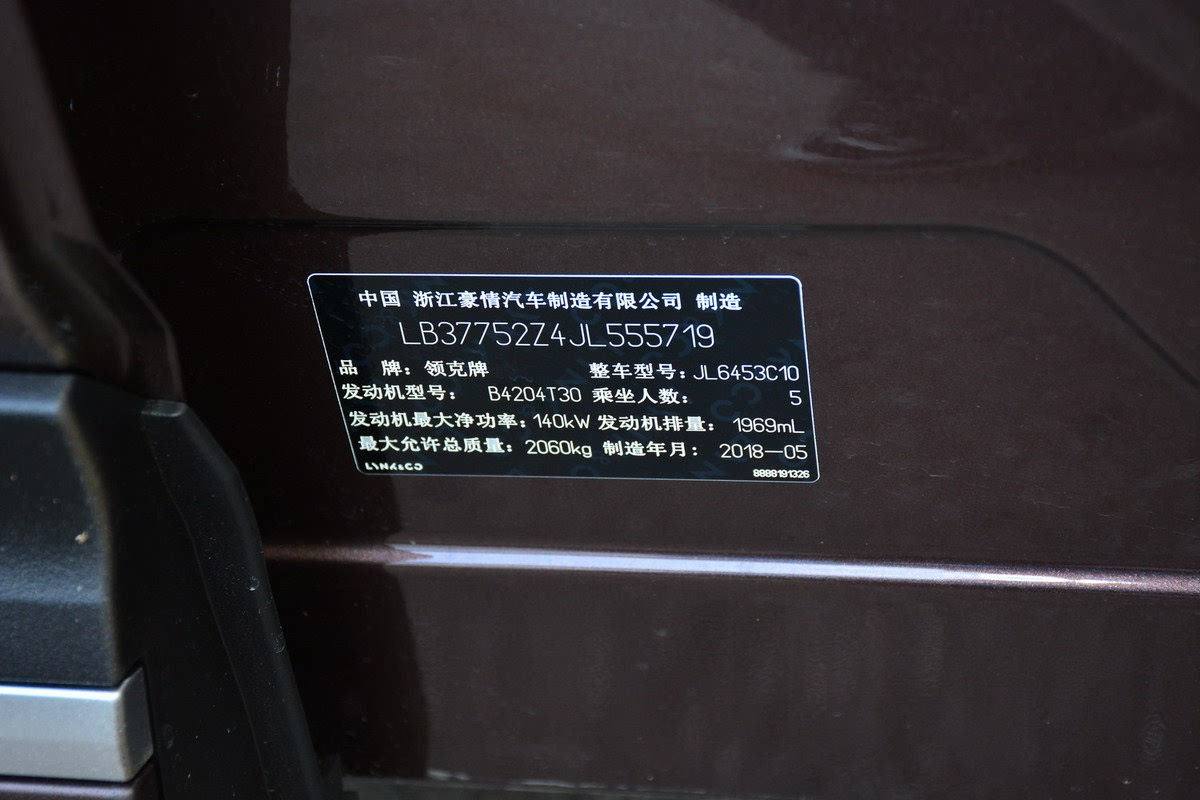 中国 浙江豪情汽车制造有限公司 制造
LB37752Z4JL555719
品 牌：领克牌 整车型号：JL6453C10
发动机型号： B4204T30 乘坐人数： 5
发动机最大净功率：140kW 发动机排量： 1969mL
最大允许总质量：2060kg 制造年月： 2018—05
LYNK&CO 8888191326